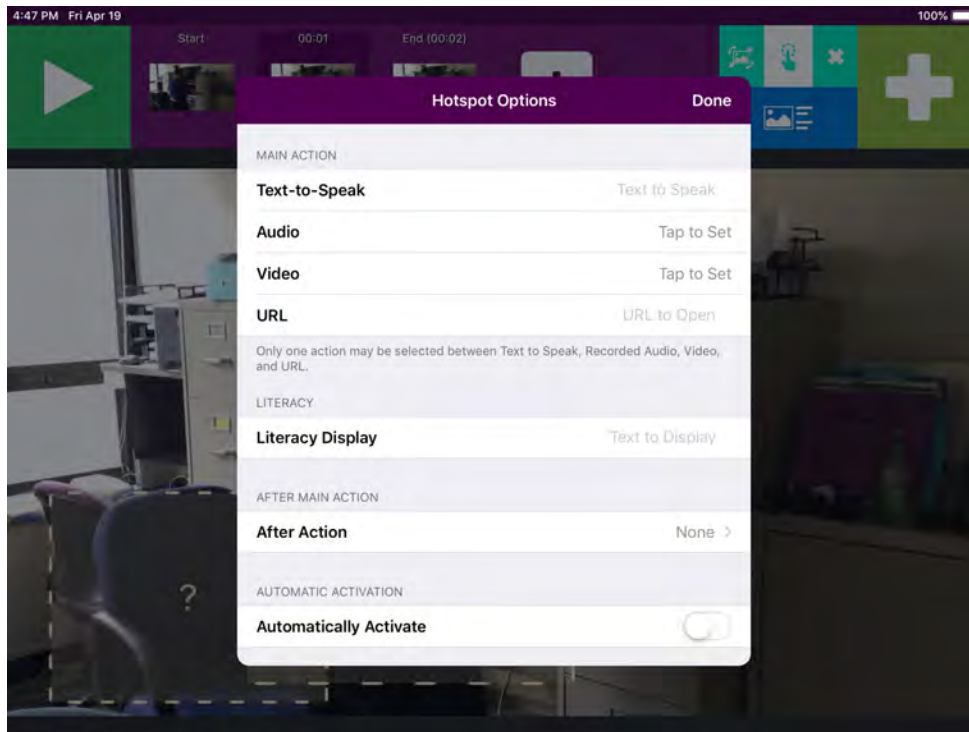 4:47 PM Fri Apr 19
100%
Start
00:01
End (00:02)
Hotspot Options
Done
MAIN ACTION
Text-to-Speak
Text to Speak
Audio
Tap to Set
Video
Tap to Set
URL
URL to Open
Only one action may be selected between Text to Speak, Recorded Audio, Video,
and URL.
LITERACY
Literacy Display
Text to Display
AFTER MAIN ACTION
After Action
None >
AUTOMATIC ACTIVATION
Automatically Activate
?